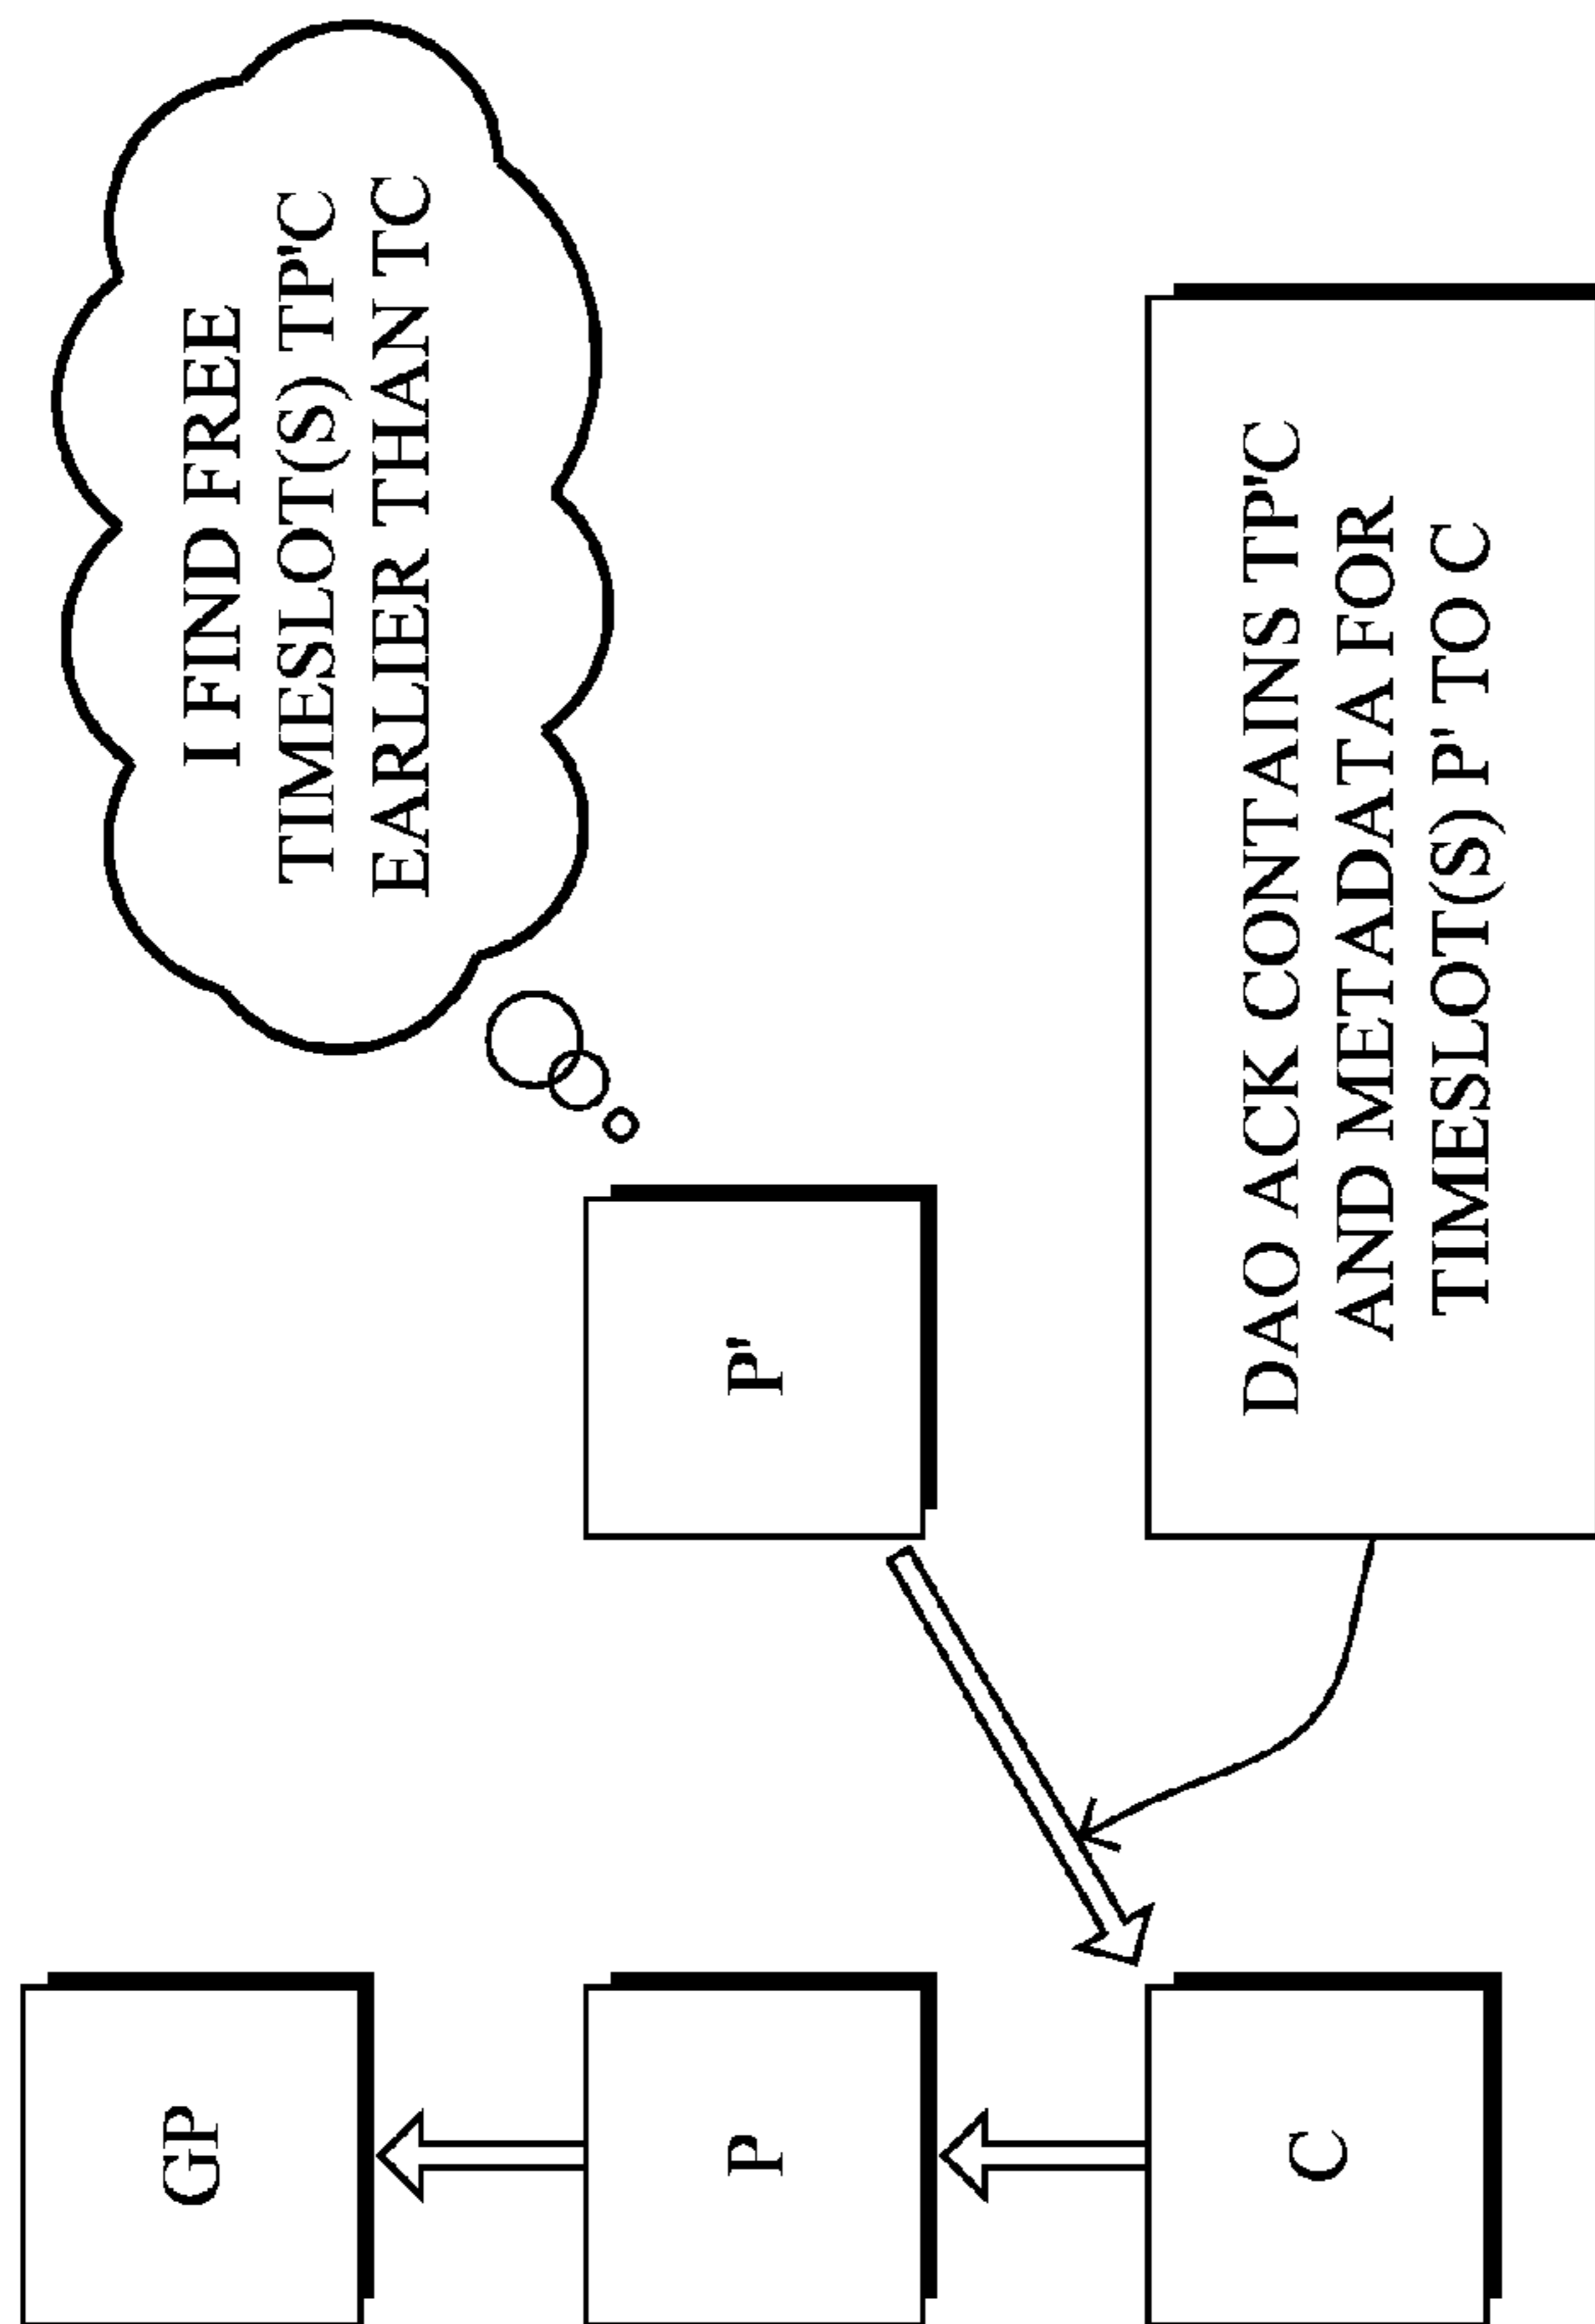 GP
I FIND FREE
TIMESLOT(S) TP'C
EARLIER THAN TC
P
P'
C
DAO ACK CONTAINS TP'C
AND METADATA FOR
TIMESLOT(S) P' TO C